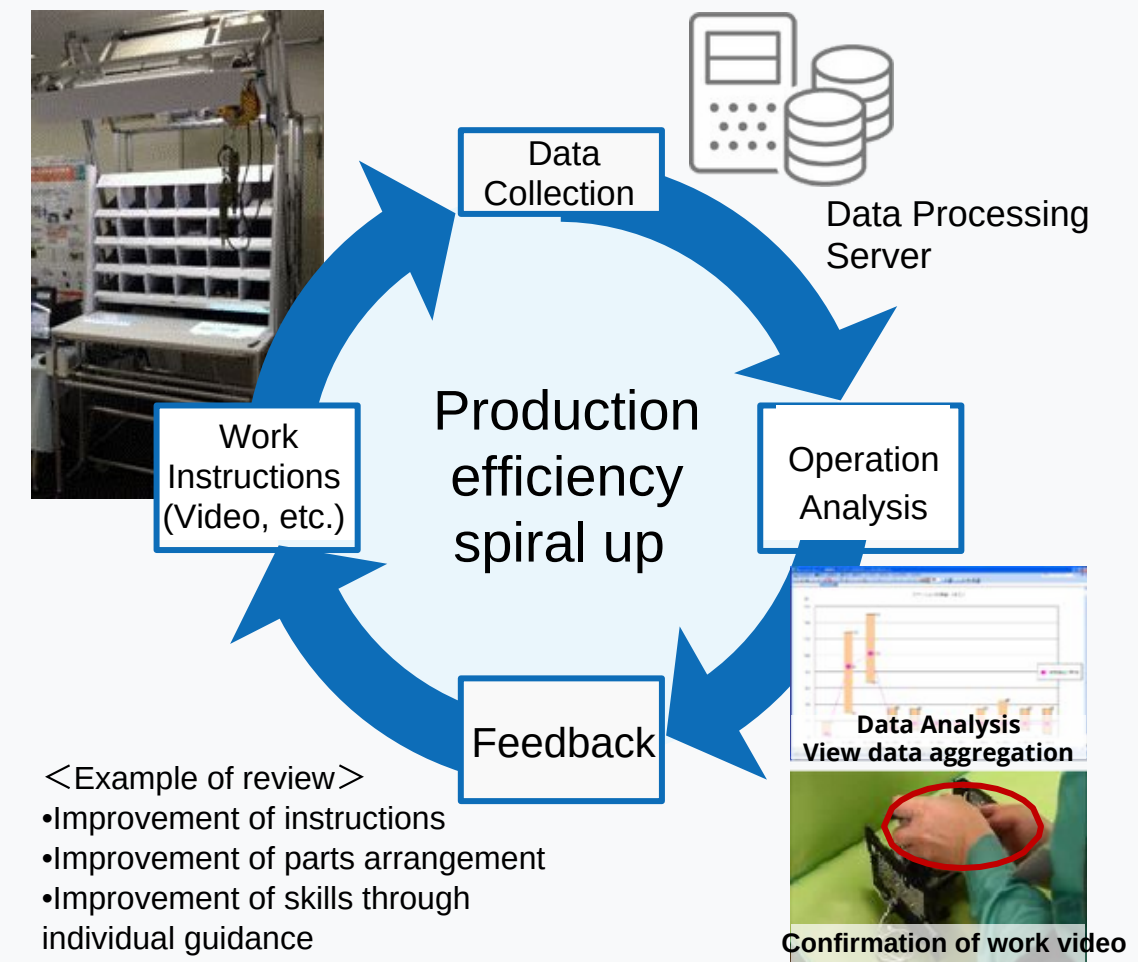 Data
Collection
Data Processing
Server
Production
efficiency
spiral up
Work
Instructions
(Video, etc.)
Operation
Analysis
Feedback
Data Analysis
View data aggregation
<Example of review>
•Improvement of instructions
•Improvement of parts arrangement
•Improvement of skills through
individual guidance
Confirmation of work video